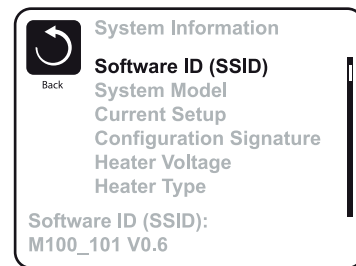 System Information
Software ID (SSID)
Back
System Model
Current Setup
Configuration Signature
Heater Voltage
Heater Type
Software ID (SSID):
M100_101 V0.6